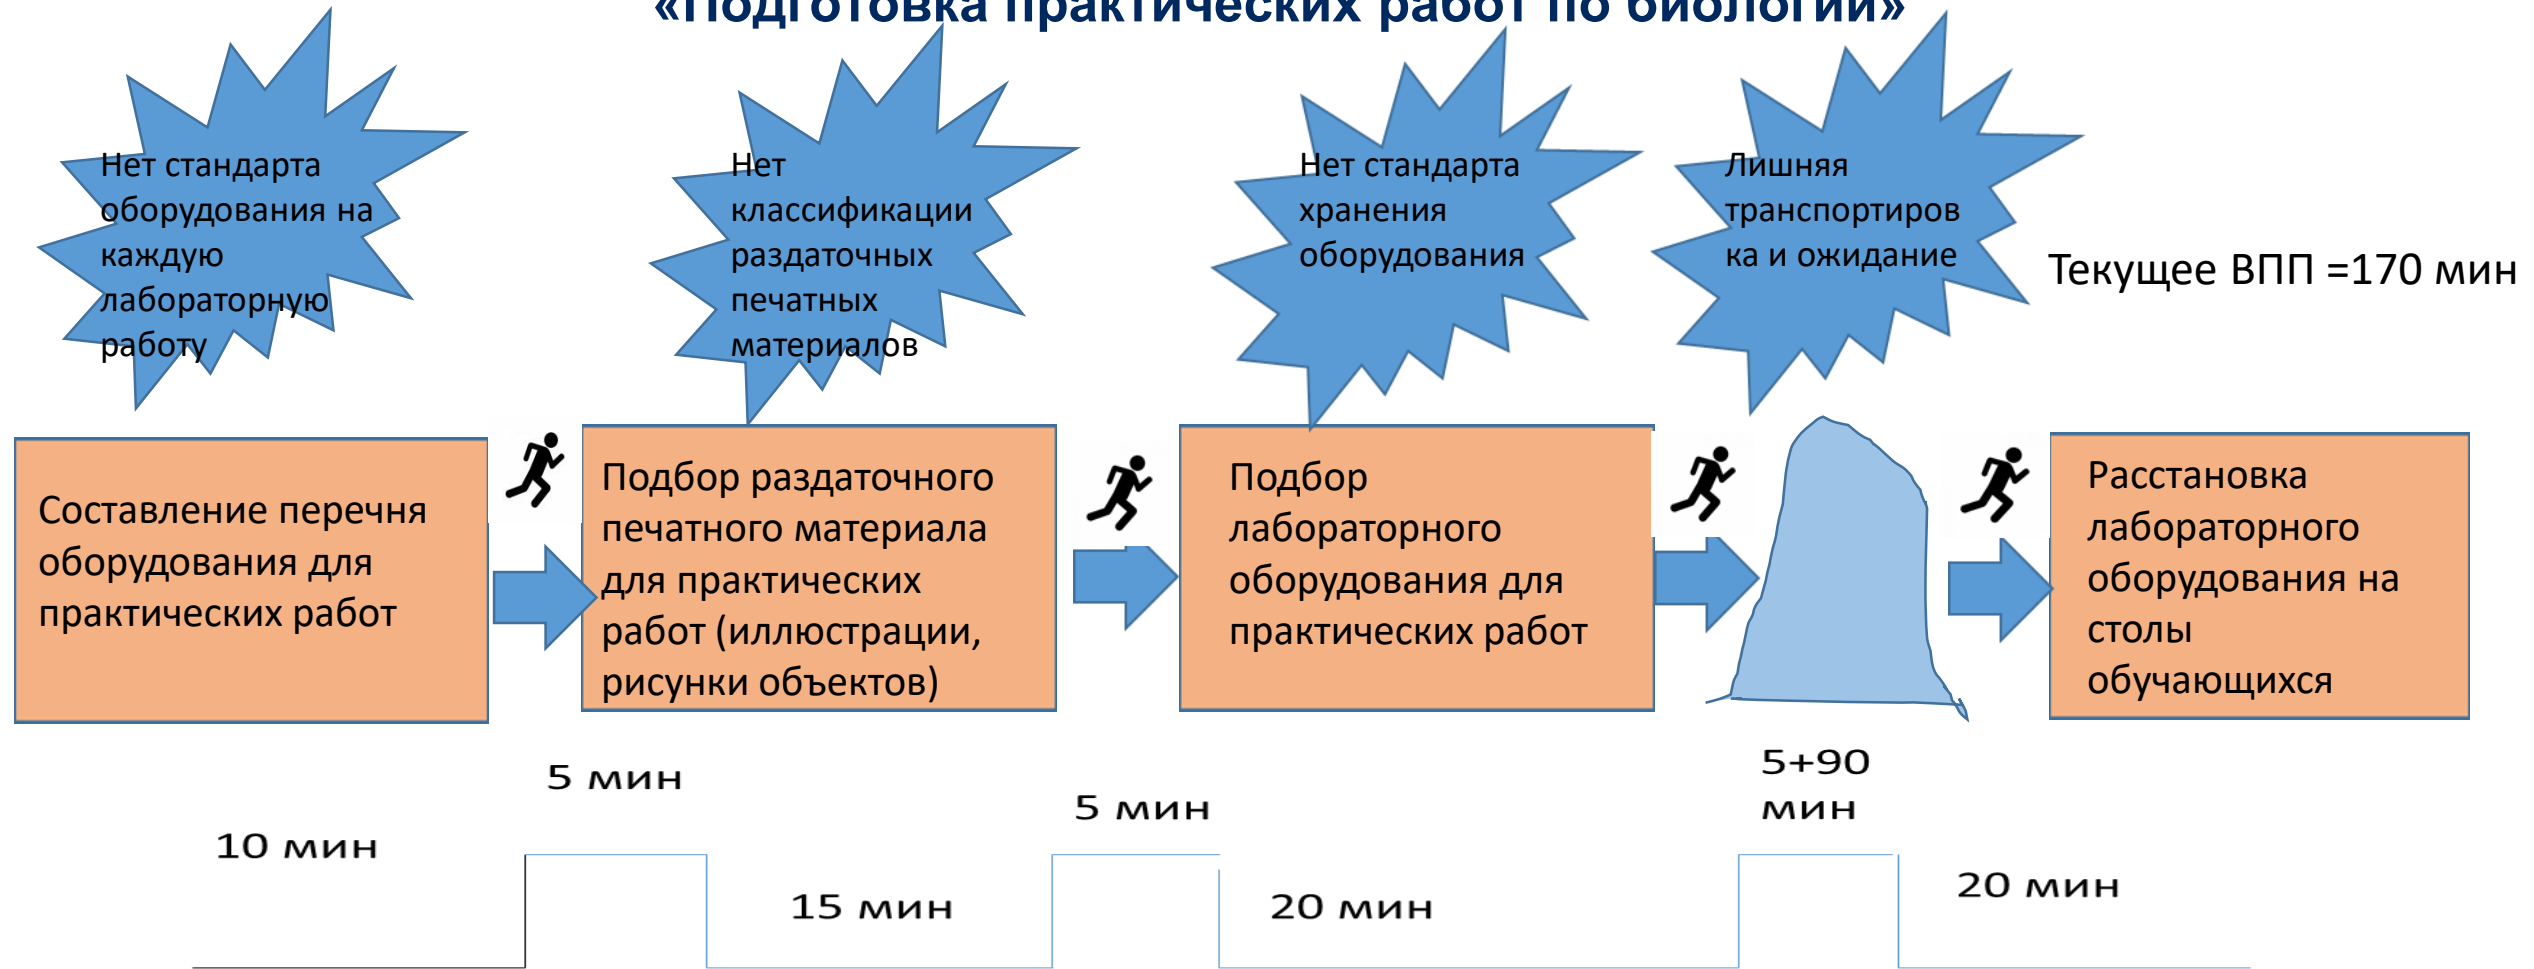 «Подготовка практических работ по биологии»
Нет стандарта
оборудования на
каждую
лабораторную
работу
Нет
классификации
раздаточных
печатных
материалов
Нет стандарта
хранения
оборудования
Лишняя
транспортиров
ка и ожидание
Текущее ВПП =170 мин
Составление перечня
оборудования для
практических работ
Подбор раздаточного
печатного материала
для практических
работ (иллюстрации,
рисунки объектов)
Подбор
лабораторного
оборудования для
практических работ
Расстановка
лабораторного
оборудования на
столы
обучающихся
10 мин
5 мин
15 мин
5 мин
20 мин
5+90
мин
20 мин